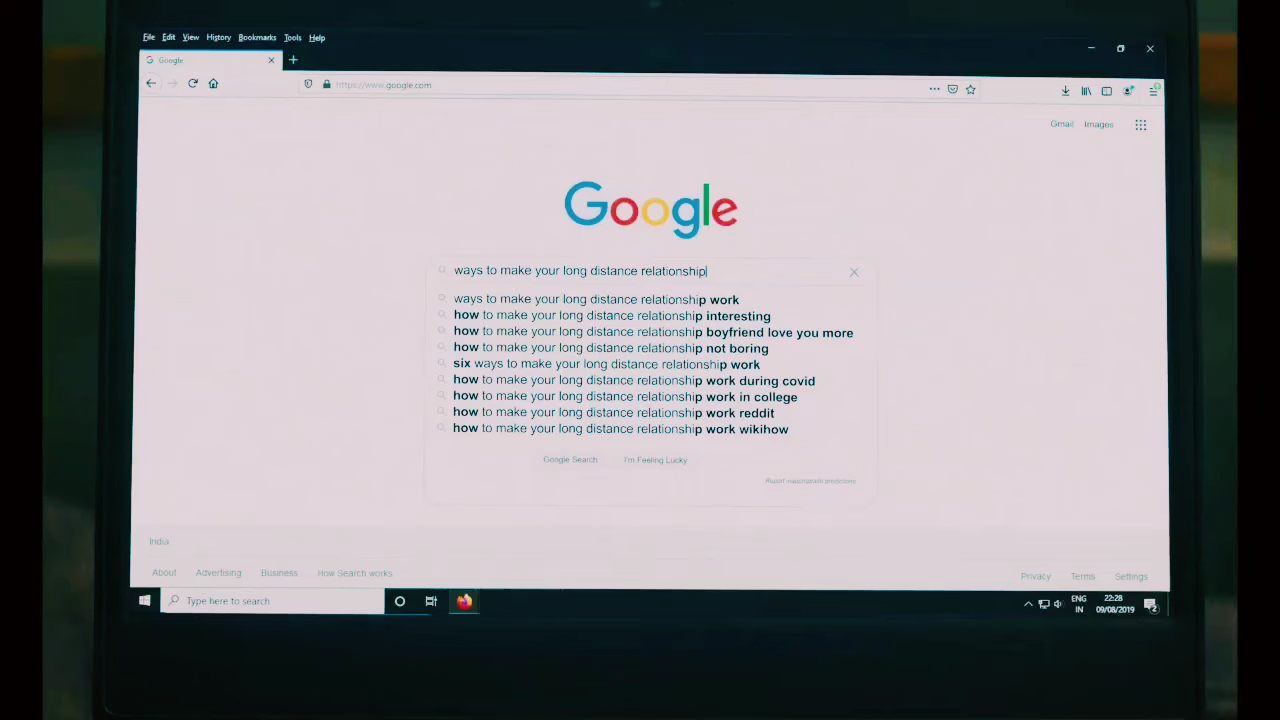 File Edit View History Bookmarks Tools Help
Google
https://www.google.com
Gmail Images
Google
ways to make your long distance relationship
ways to make your long distance relationship work
how to make your long distance relationship interesting
how to make your long distance relationship boyfriend love you more
how to make your long distance relationship not boring
six ways to make your long distance relationship work
how to make your long distance relationship work during covid
how to make your long distance relationship work in college
how to make your long distance relationship work reddit
how to make your long distance relationship work wikihow
Google Search I'm Feeling Lucky
Report inappropriate predictions
India
About Advertising Business How Search works Privacy Terms Settings
Type here to search
ENG 22:28
IN 09/08/2019 2